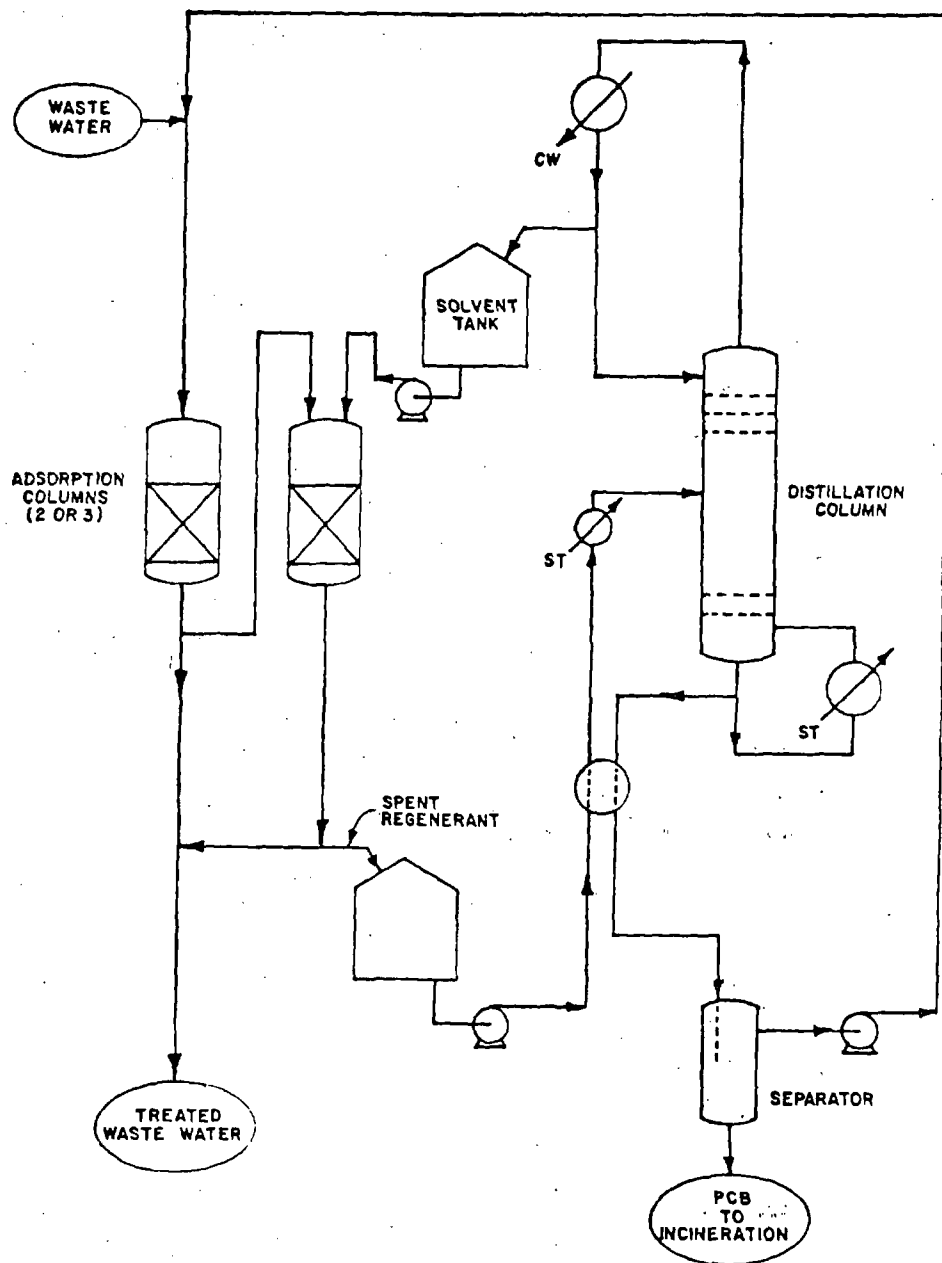 WASTE
WATER
CW
SOLVENT
TANK
ADSORPTION
COLUMNS
(2 OR 3)
DISTILLATION
COLUMN
ST
ST
SPENT
REGENERANT
SEPARATOR
TREATED
WASTE WATER
PCB
TO
INCINERATION